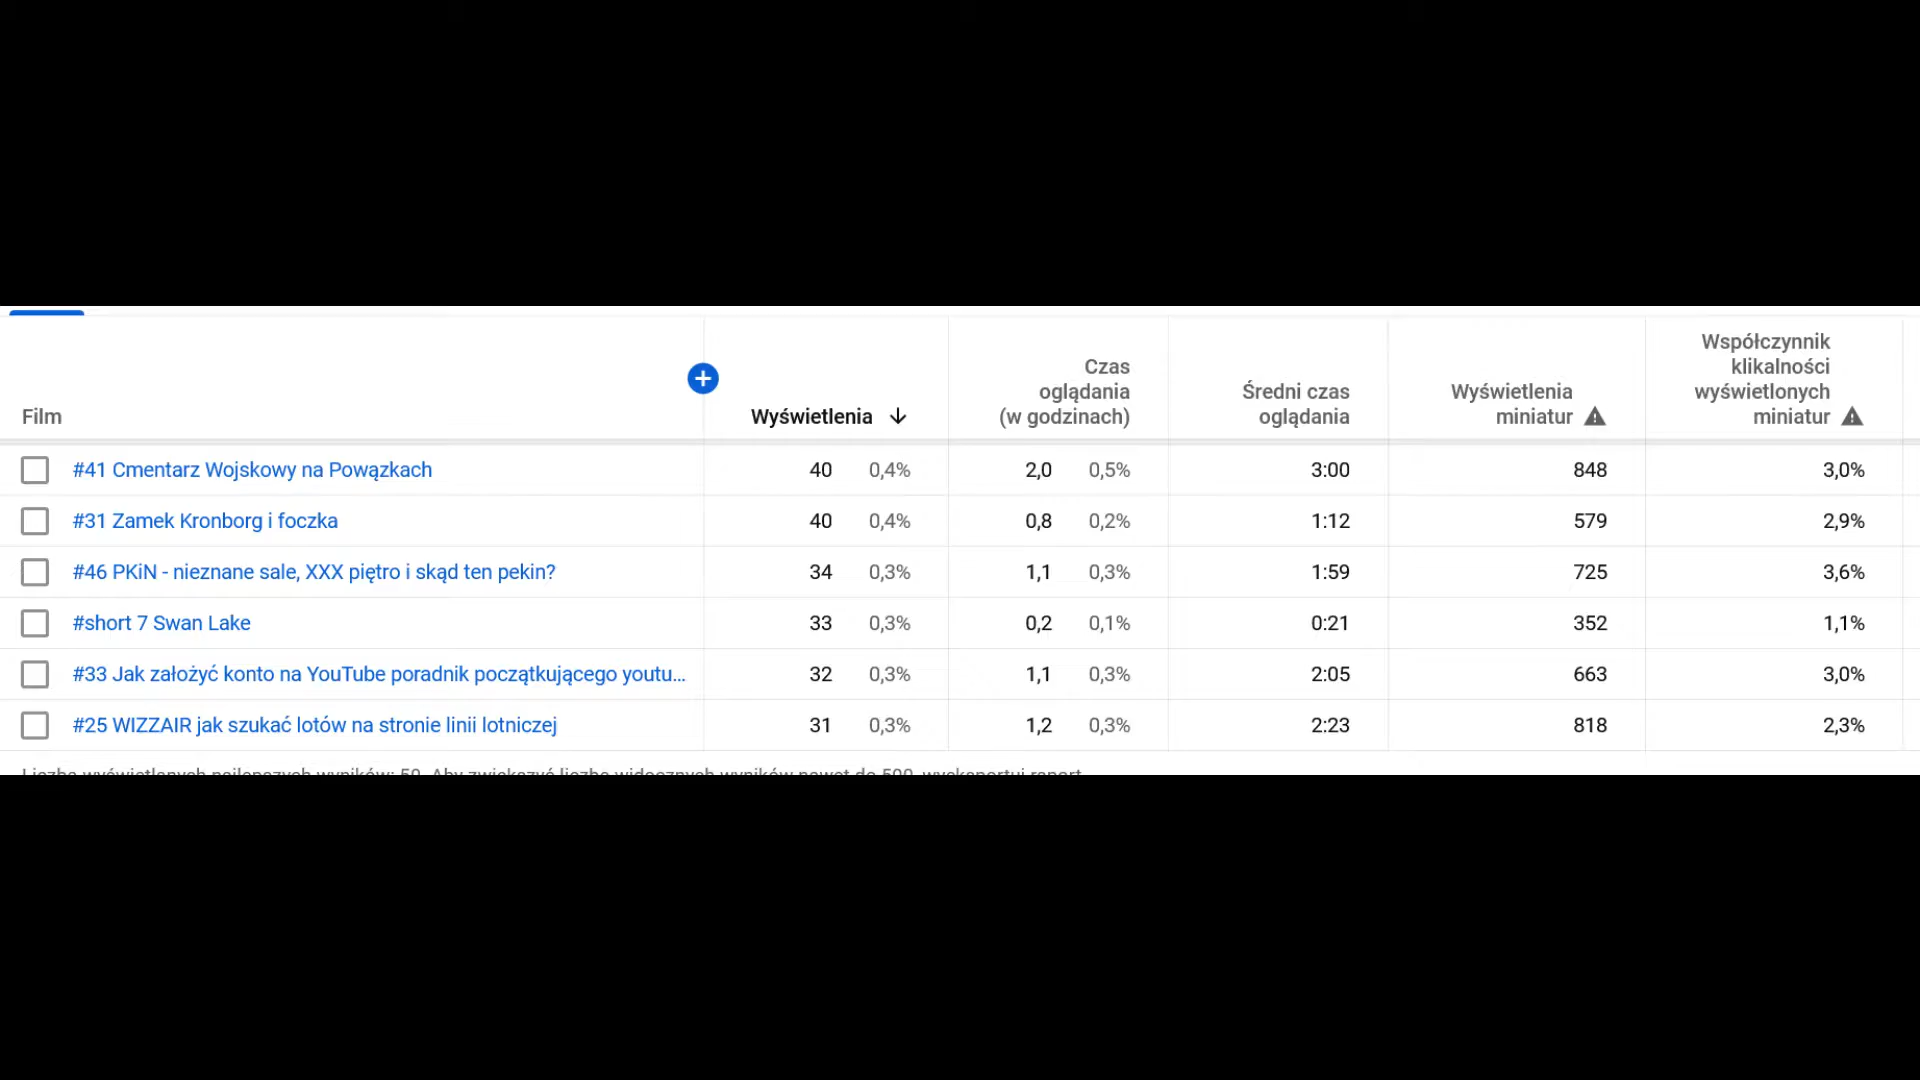 Film
Wyświetlenia
Czas
oglądania
(w godzinach)
Średni czas
oglądania
Wyświetlenia
miniatur
Współczynnik
klikalności
wyświetlonych
miniatur
#41 Cmentarz Wojskowy na Powązkach 40 0,4% 2,0 0,5% 3:00 848 3,0%
#31 Zamek Kronborg i foczka 40 0,4% 0,8 0,2% 1:12 579 2,9%
#46 PKiN - nieznane sale, XXX piętro i skąd ten pekin? 34 0,3% 1,1 0,3% 1:59 725 3,6%
#short 7 Swan Lake 33 0,3% 0,2 0,1% 0:21 352 1,1%
#33 Jak założyć konto na YouTube poradnik początkującego youtu... 32 0,3% 1,1 0,3% 2:05 663 3,0%
#25 WIZZAIR jak szukać lotów na stronie linii lotniczej 31 0,3% 1,2 0,3% 2:23 818 2,3%